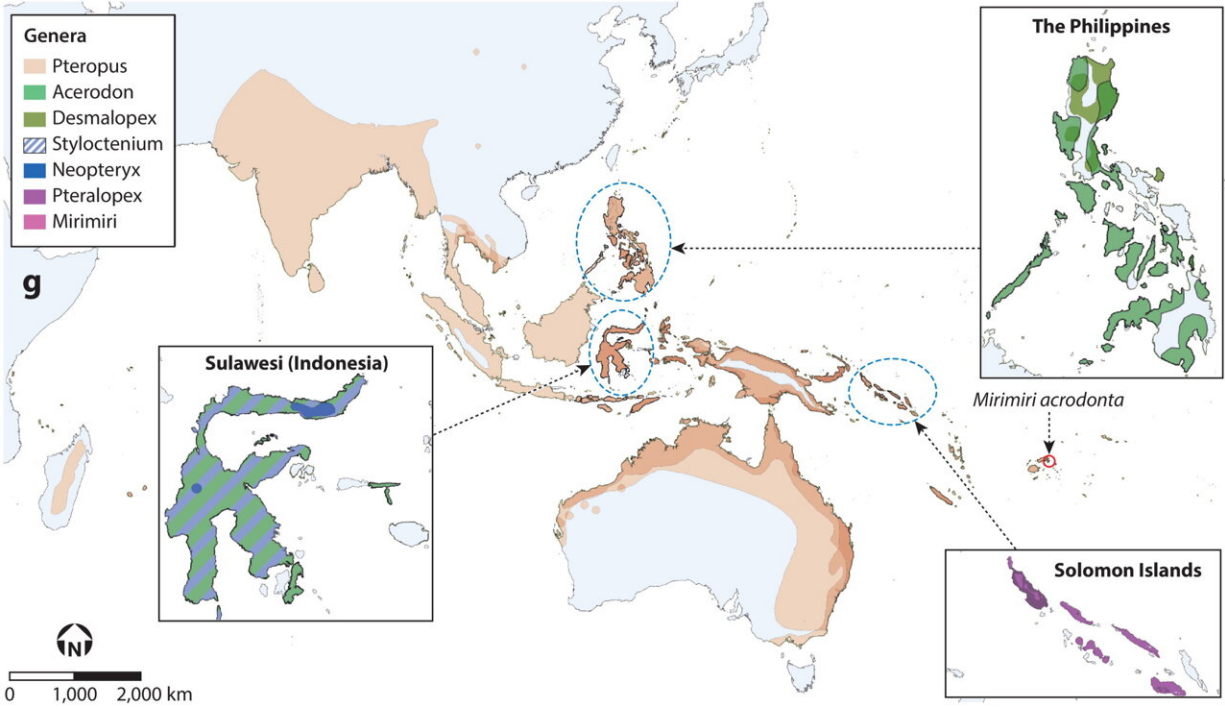 Genera
Pteropus
Acerodon
Desmalopex
Styloctenium
Neopteryx
Pteralopex
Mirimiri
g
The Philippines
Sulawesi (Indonesia)
Mirimiri acrodonta
Solomon Islands
N
0 1,000 2,000 km